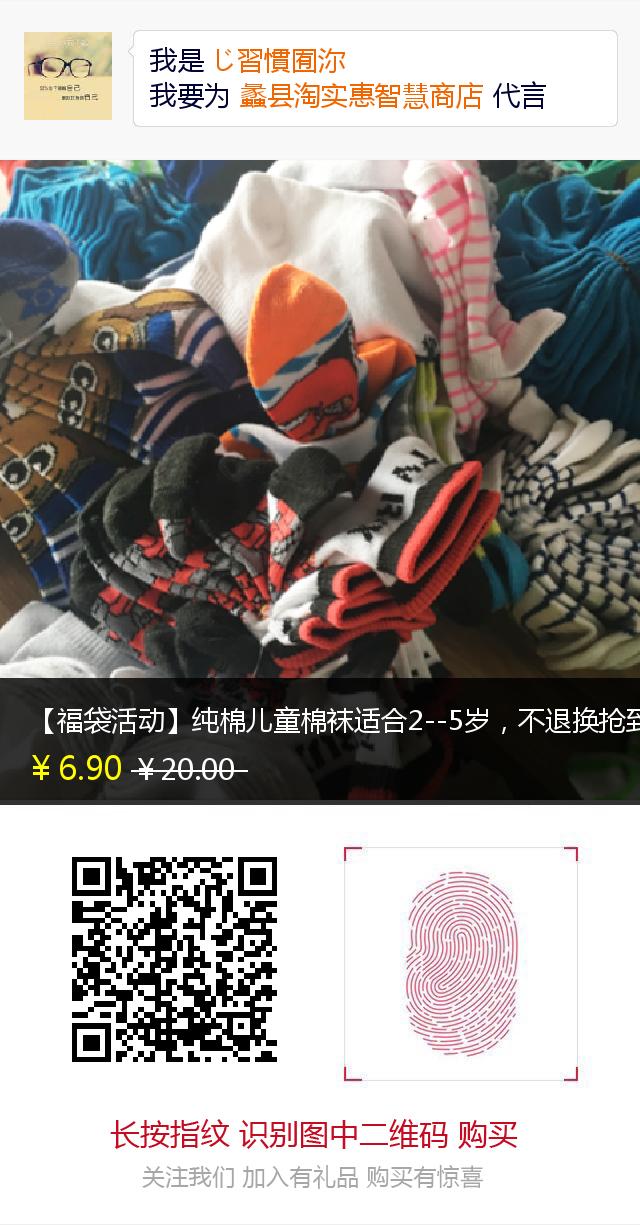 我是 じ習慣囿沵
我要为 蠡县淘实惠智慧商店 代言
【福袋活动】纯棉儿童棉袜适合2--5岁，不退换抢到
¥ 6.90 ¥ 20.00
长按指纹 识别图中二维码 购买
关注我们 加入有礼品 购买有惊喜